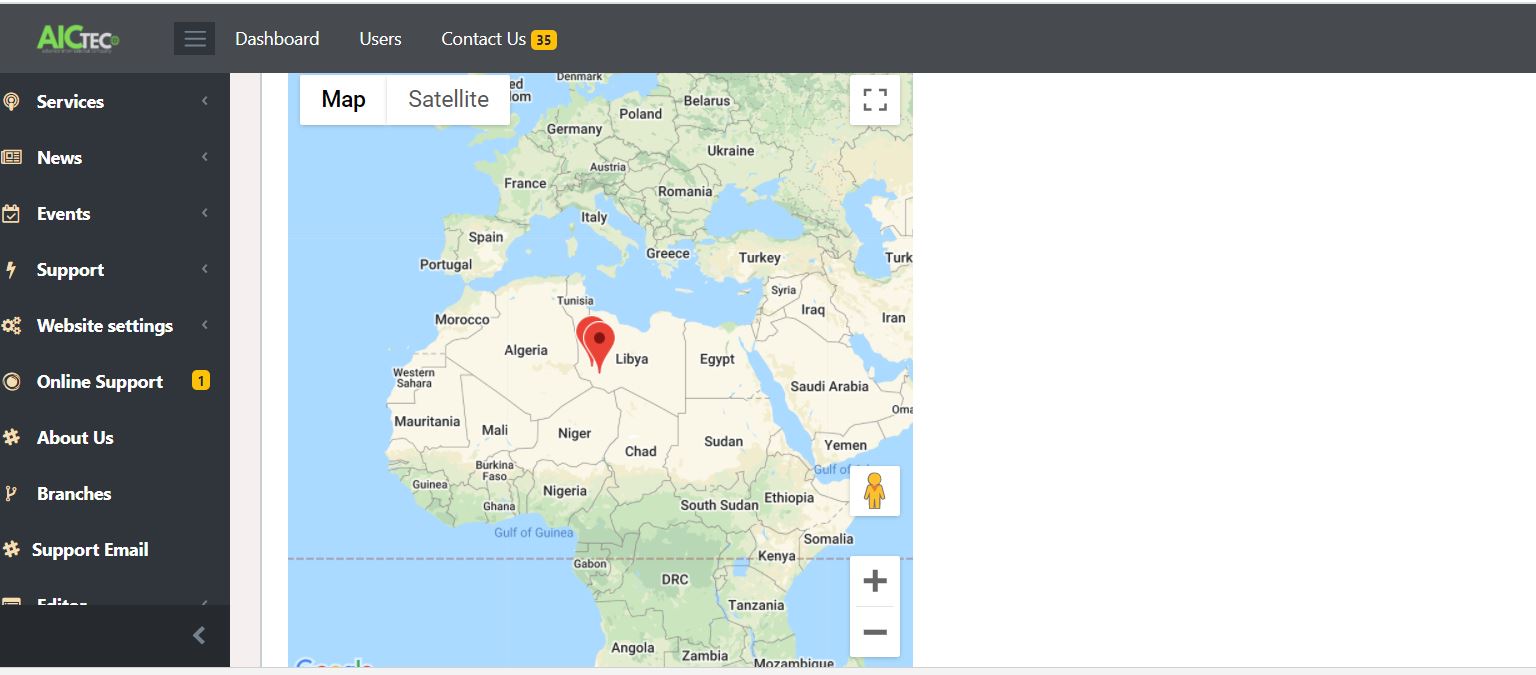 AICTEC
Dashboard
Users
Contact Us 35
Services
News
Events
Support
Website settings
Online Support 1
About Us
Branches
Support Email
Editor
Map
Satellite
Denmark
ed
om
Belarus
Poland
Germany
Ukraine
Austria
France
Romania
Italy
Spain
Greece
Turkey
Turk
Portugal
Syria
Tunisia
Iraq
Iran
Morocco
Algeria
Libya
Egypt
Western
Sahara
Saudi Arabia
Oma
Mauritania
Mali
Niger
Chad
Sudan
Yemen
Burkina
Faso
Gulf of
Guinea
Nigeria
Ethiopia
Ghana
South Sudan
Gulf of Guinea
Somalia
Kenya
Gabon
DRC
Tanzania
Angola
Zambia
Mozambique
Google